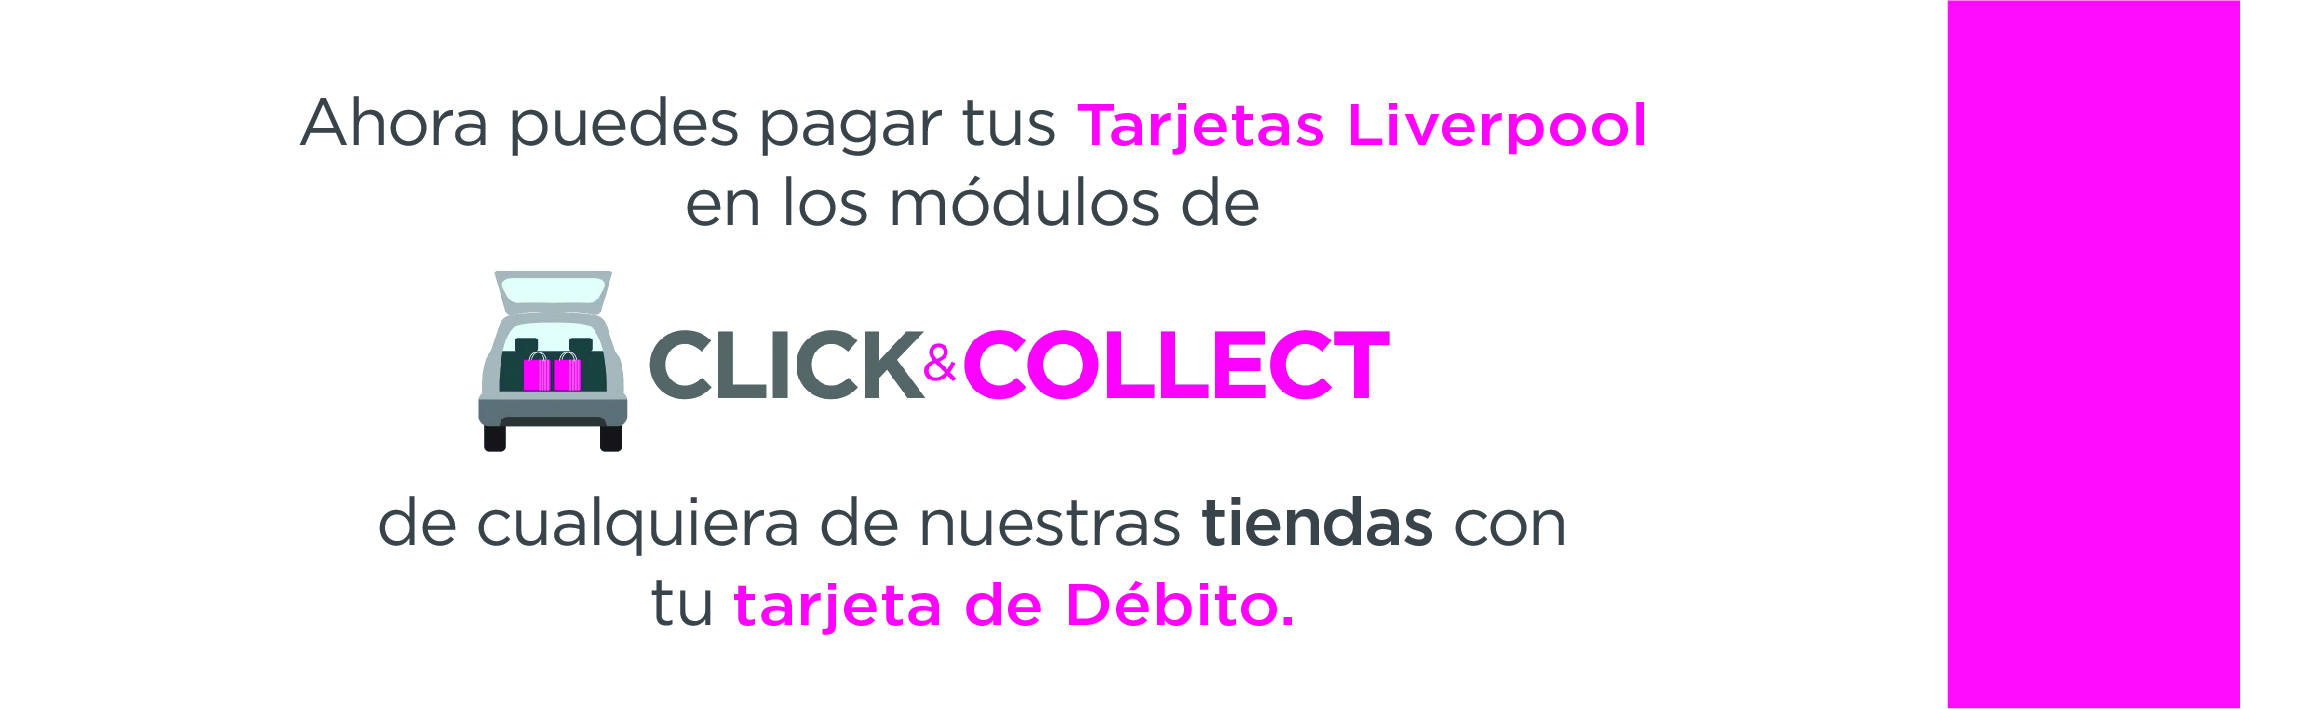 Ahora puedes pagar tus Tarjetas Liverpool
en los módulos de
CLICK&COLLECT
de cualquiera de nuestras tiendas con
tu tarjeta de Débito.